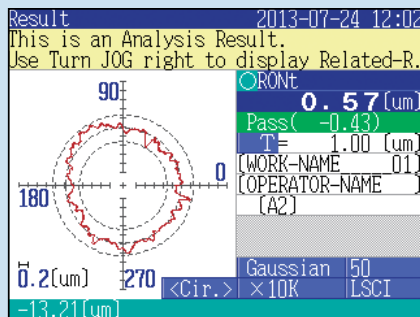 Result 2013-07-24 12:02
This is an Analysis Result.
Use Turn JOG right to display Related-R.
○RONt
0.57[um]
Pass( -0.43)
T= 1.00 [um]
[WORK-NAME 01]
[OPERATOR-NAME
(A2]
90
0
180
270
0.2[um]
<Cir.> ×10K LSCI
Gaussian 50
-13.21[um]